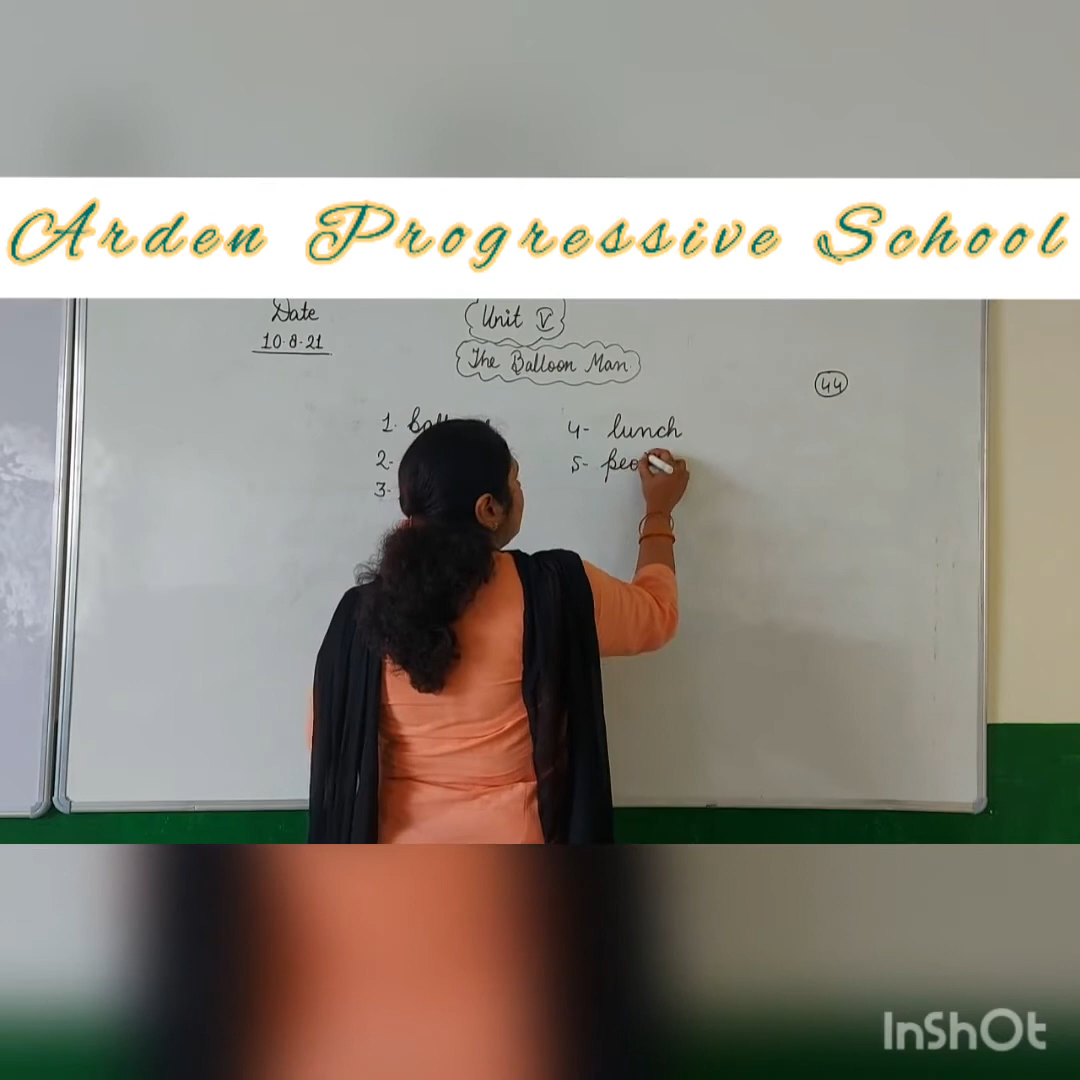 Arden Progressive School
Date
10·8·21
Unit V
The Balloon Man
44
1.
4- lunch
2-
5- peo
3-
InShOt